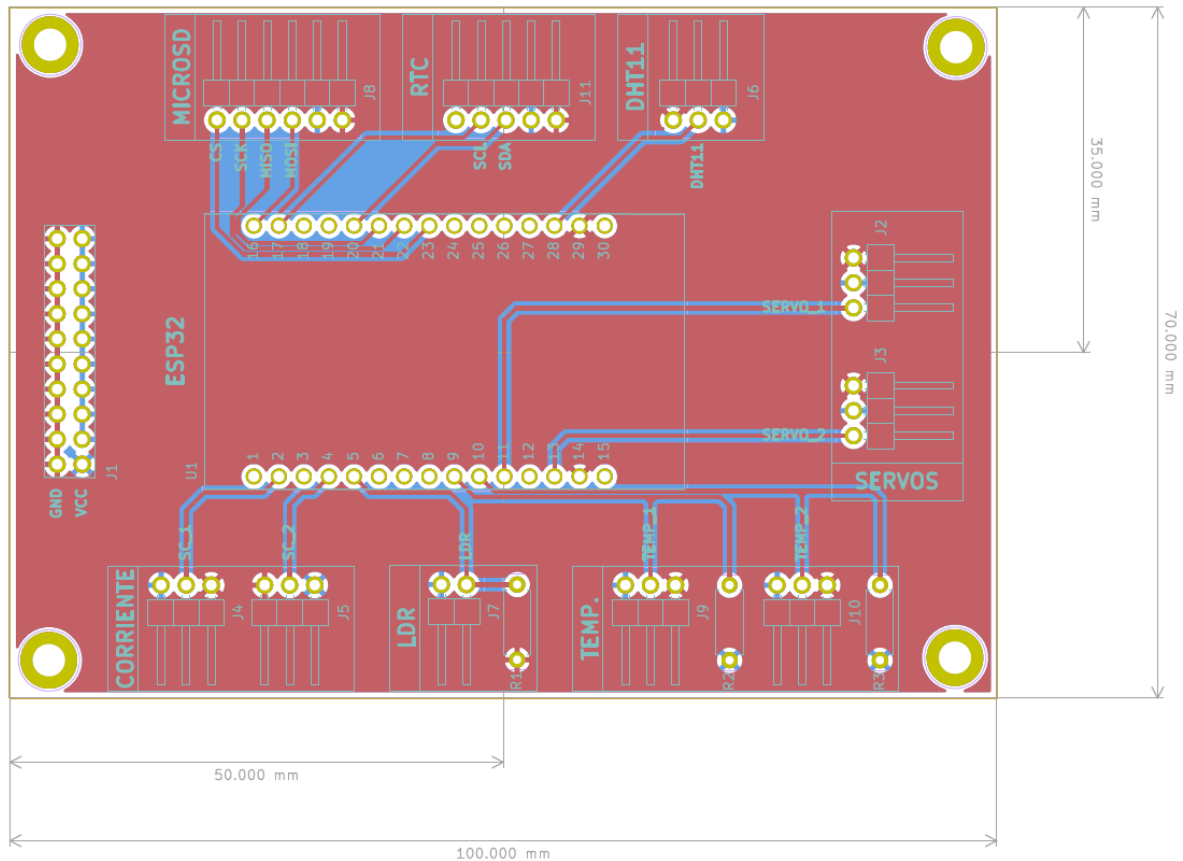 MICROSD
J8
CS
SCK
MISO
MOSI
RTC
J11
SCL
SDA
DHT11
J6
DHT11
35.000 mm
70.000 mm
16
17
18
19
20
21
22
23
24
25
26
27
28
29
30
ESP32
U1
1
2
3
4
5
6
7
8
9
10
11
12
13
14
15
J1
GND
VCC
J2
SERVO_1
J3
SERVO_2
SERVOS
SC_1
SC_2
LDR
TEMP_1
TEMP_2
CORRIENTE
J4
J5
LDR
J7
R1
TEMP.
J9
R2
J10
R3
50.000 mm
100.000 mm